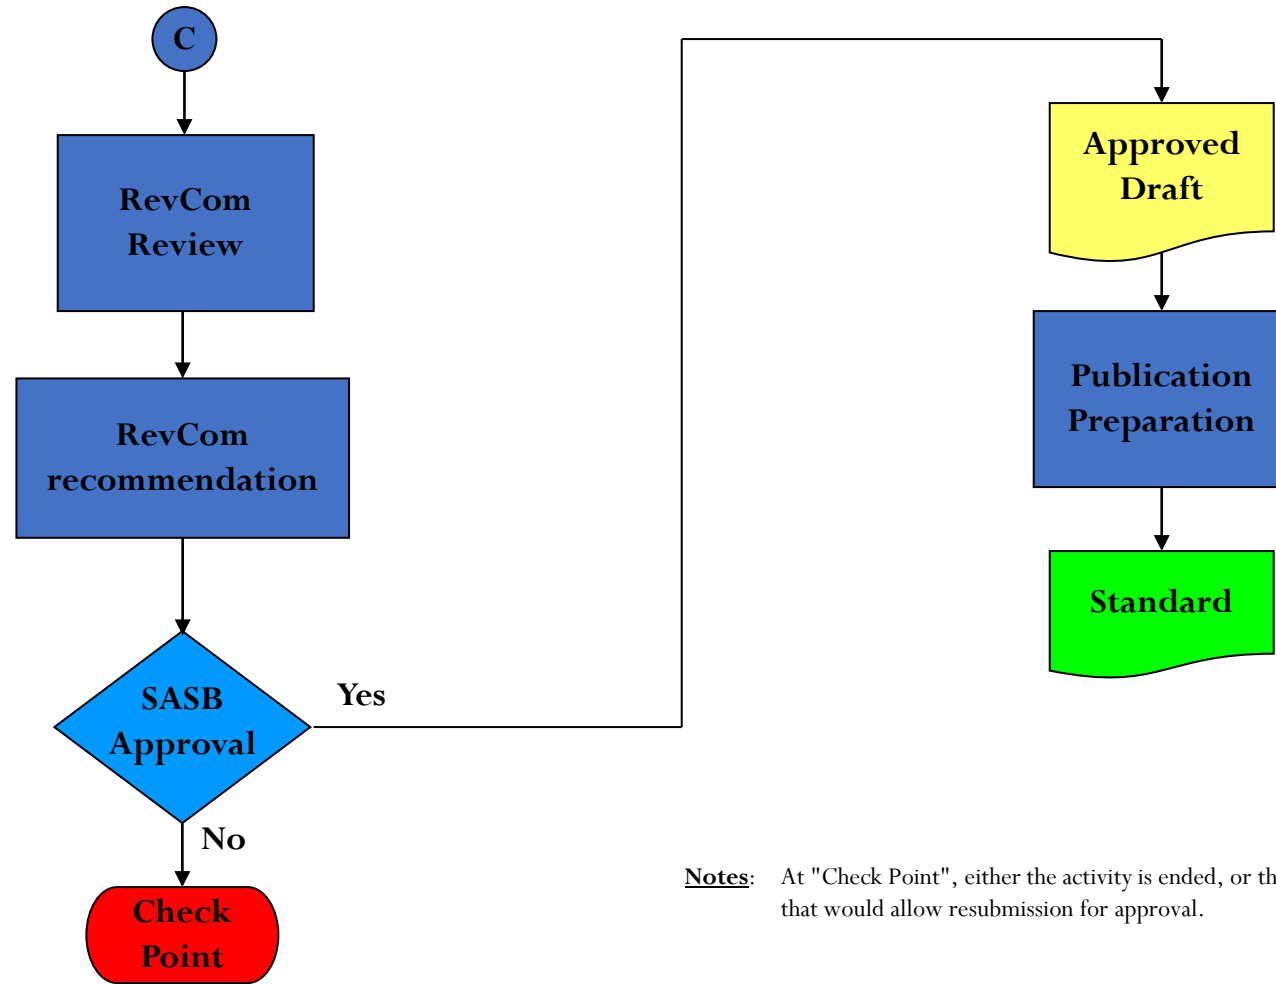 C
RevCom
Review
RevCom
recommendation
SASB
Approval
Yes
No
Check
Point
Approved
Draft
Publication
Preparation
Standard
Notes: At "Check Point", either the activity is ended, or th
that would allow resubmission for approval.